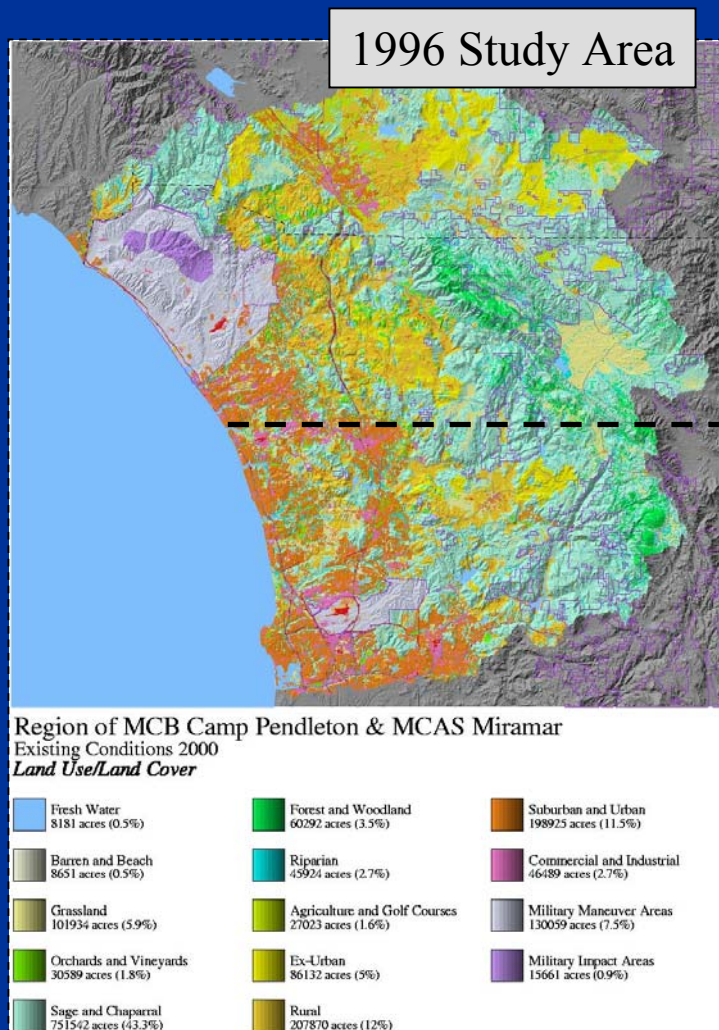 1996 Study Area
Region of MCB Camp Pendleton & MCAS Miramar
Existing Conditions 2000
Land Use/Land Cover
Fresh Water
8181 acres (0.5%)
Barren and Beach
8651 acres (0.5%)
Grassland
101934 acres (5.9%)
Orchards and Vineyards
30589 acres (1.8%)
Sage and Chaparral
751542 acres (43.3%)
Forest and Woodland
60292 acres (3.5%)
Riparian
45924 acres (2.7%)
Agriculture and Golf Courses
27023 acres (1.6%)
Ex-Urban
86132 acres (5%)
Rural
207870 acres (12%)
Suburban and Urban
198925 acres (11.5%)
Commercial and Industrial
46489 acres (2.7%)
Military Maneuver Areas
130059 acres (7.5%)
Military Impact Areas
15661 acres (0.9%)